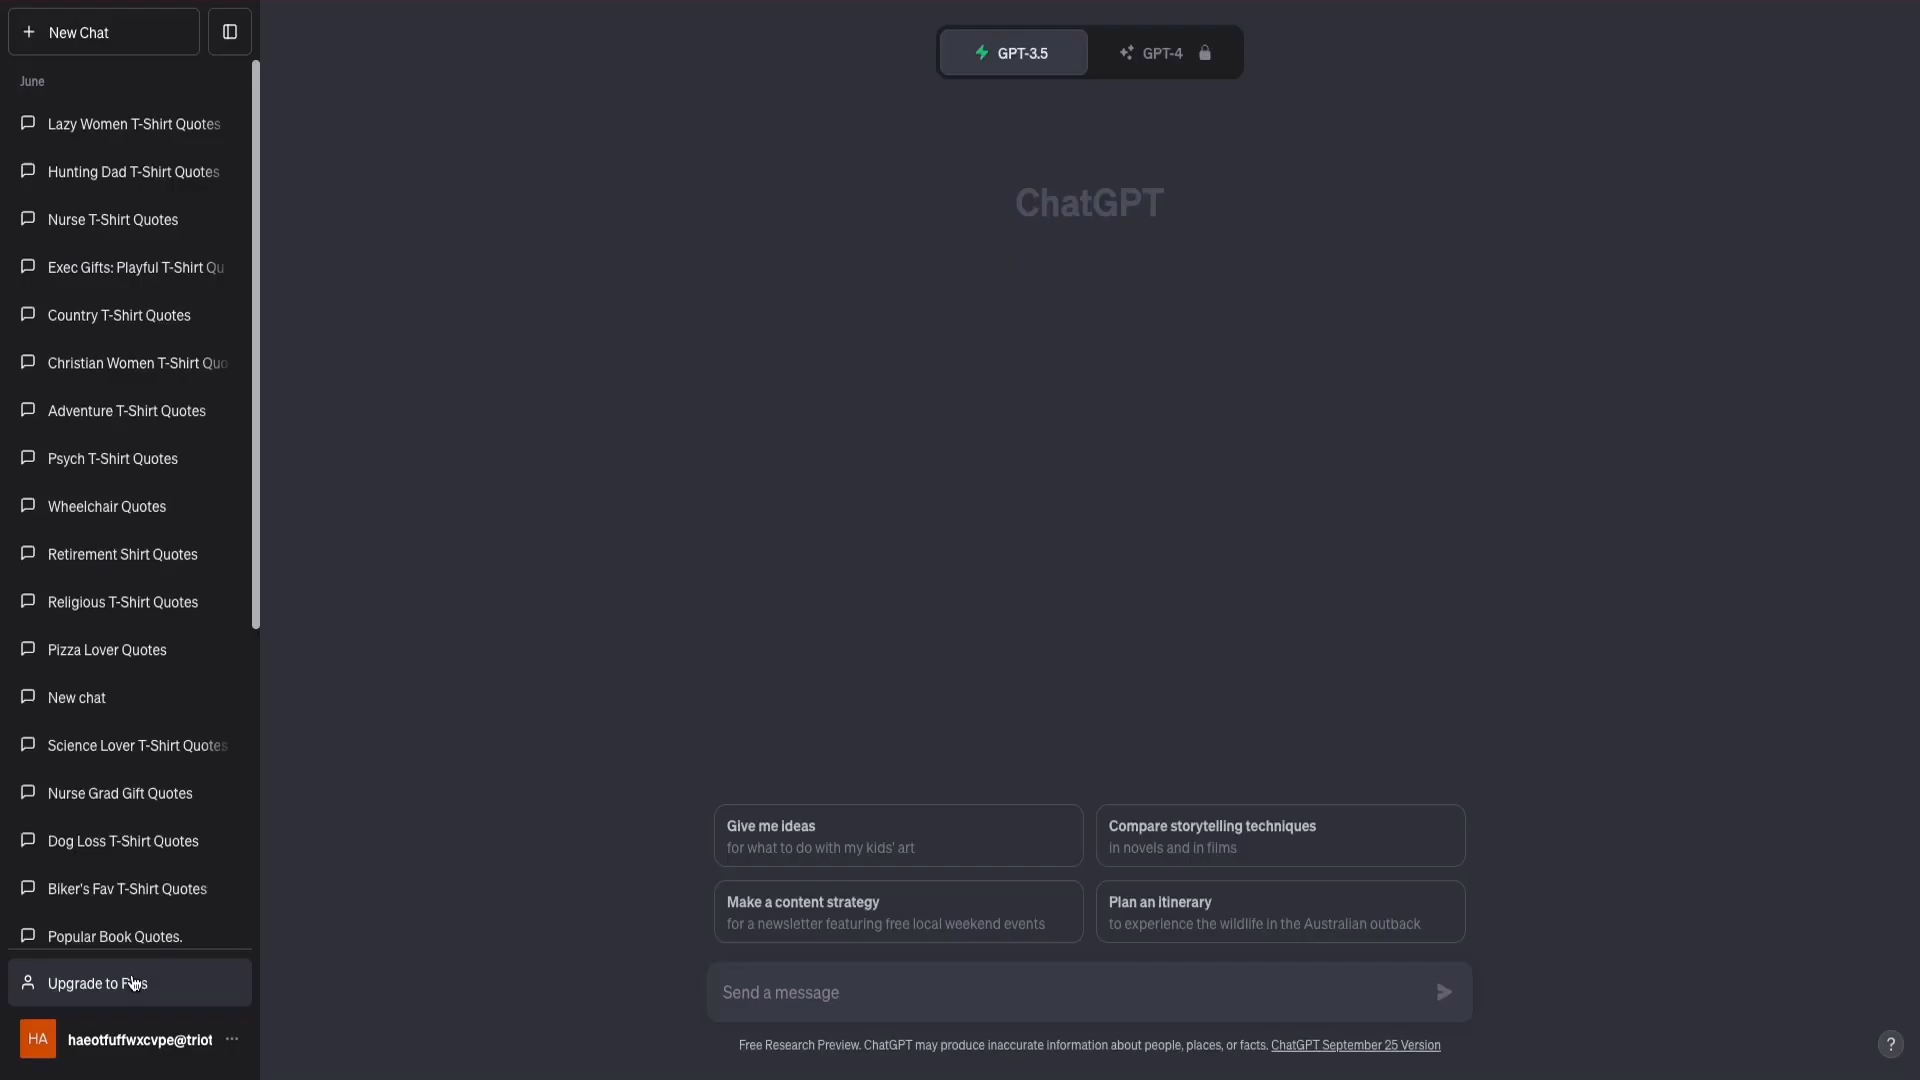 New Chat
June
Lazy Women T-Shirt Quotes
Hunting Dad T-Shirt Quotes
Nurse T-Shirt Quotes
Exec Gifts: Playful T-Shirt Qu
Country T-Shirt Quotes
Christian Women T-Shirt Quo
Adventure T-Shirt Quotes
Psych T-Shirt Quotes
Wheelchair Quotes
Retirement Shirt Quotes
Religious T-Shirt Quotes
Pizza Lover Quotes
New chat
Science Lover T-Shirt Quotes
Nurse Grad Gift Quotes
Dog Loss T-Shirt Quotes
Biker's Fav T-Shirt Quotes
Popular Book Quotes.
Upgrade to Plus
HA
haeotfuffwxcvpe@triot
GPT-3.5
GPT-4
ChatGPT
Give me ideas
for what to do with my kids' art
Compare storytelling techniques
in novels and in films
Make a content strategy
for a newsletter featuring free local weekend events
Plan an itinerary
to experience the wildlife in the Australian outback
Send a message
Free Research Preview. ChatGPT may produce inaccurate information about people, places, or facts. ChatGPT September 25 Version
?